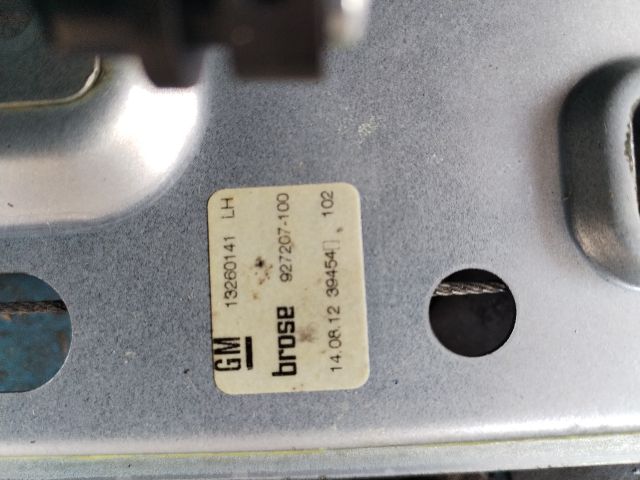 GM 13260141 LH
brose 927207-100
14.08.12 39454▯、 102